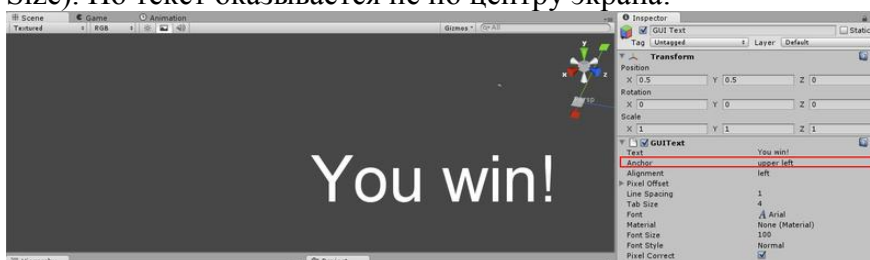 Size). Но текст оказывается не по центру экрана.
Scene Game Animation
Textured RGB Gizmos All
y
x z
Persp
You win!
Inspector
GUI Text Static
Tag Untagged Layer Default
Transform
Position
X 0.5 Y 0.5 Z 0
Rotation
X 0 Y 0 Z 0
Scale
X 1 Y 1 Z 1
GUIText
Text You win!
Anchor upper left
Alignment left
Pixel Offset
Line Spacing 1
Tab Size 4
Font Arial
Material None (Material)
Font Size 100
Font Style Normal
Pixel Correct